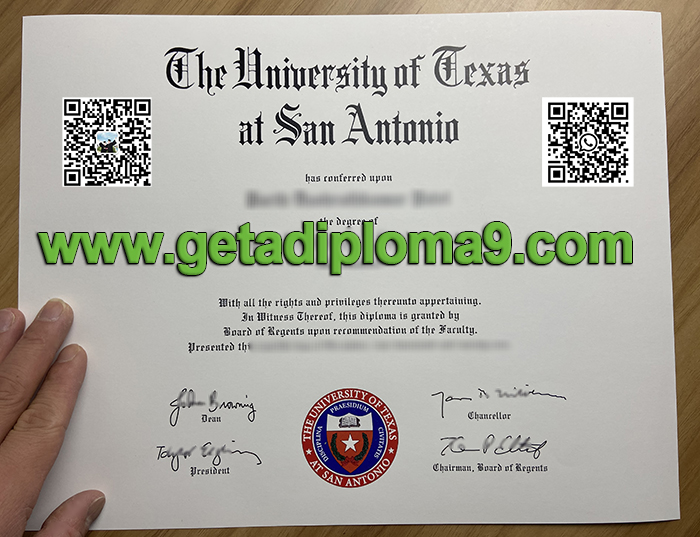 The University of Texas
at San Antonio
has conferred upon
the degree of
www.getadiploma9.com
With all the rights and privileges thereunto appertaining.
In Witness Thereof, this diploma is granted by
Board of Regents upon recommendation of the Faculty.
Presented
Dean
Chancellor
President
Chairman, Board of Regents
THE UNIVERSITY OF TEXAS
PRAESIDIUM
DISCIPLINA
CIVITATIS
AT SAN ANTONIO